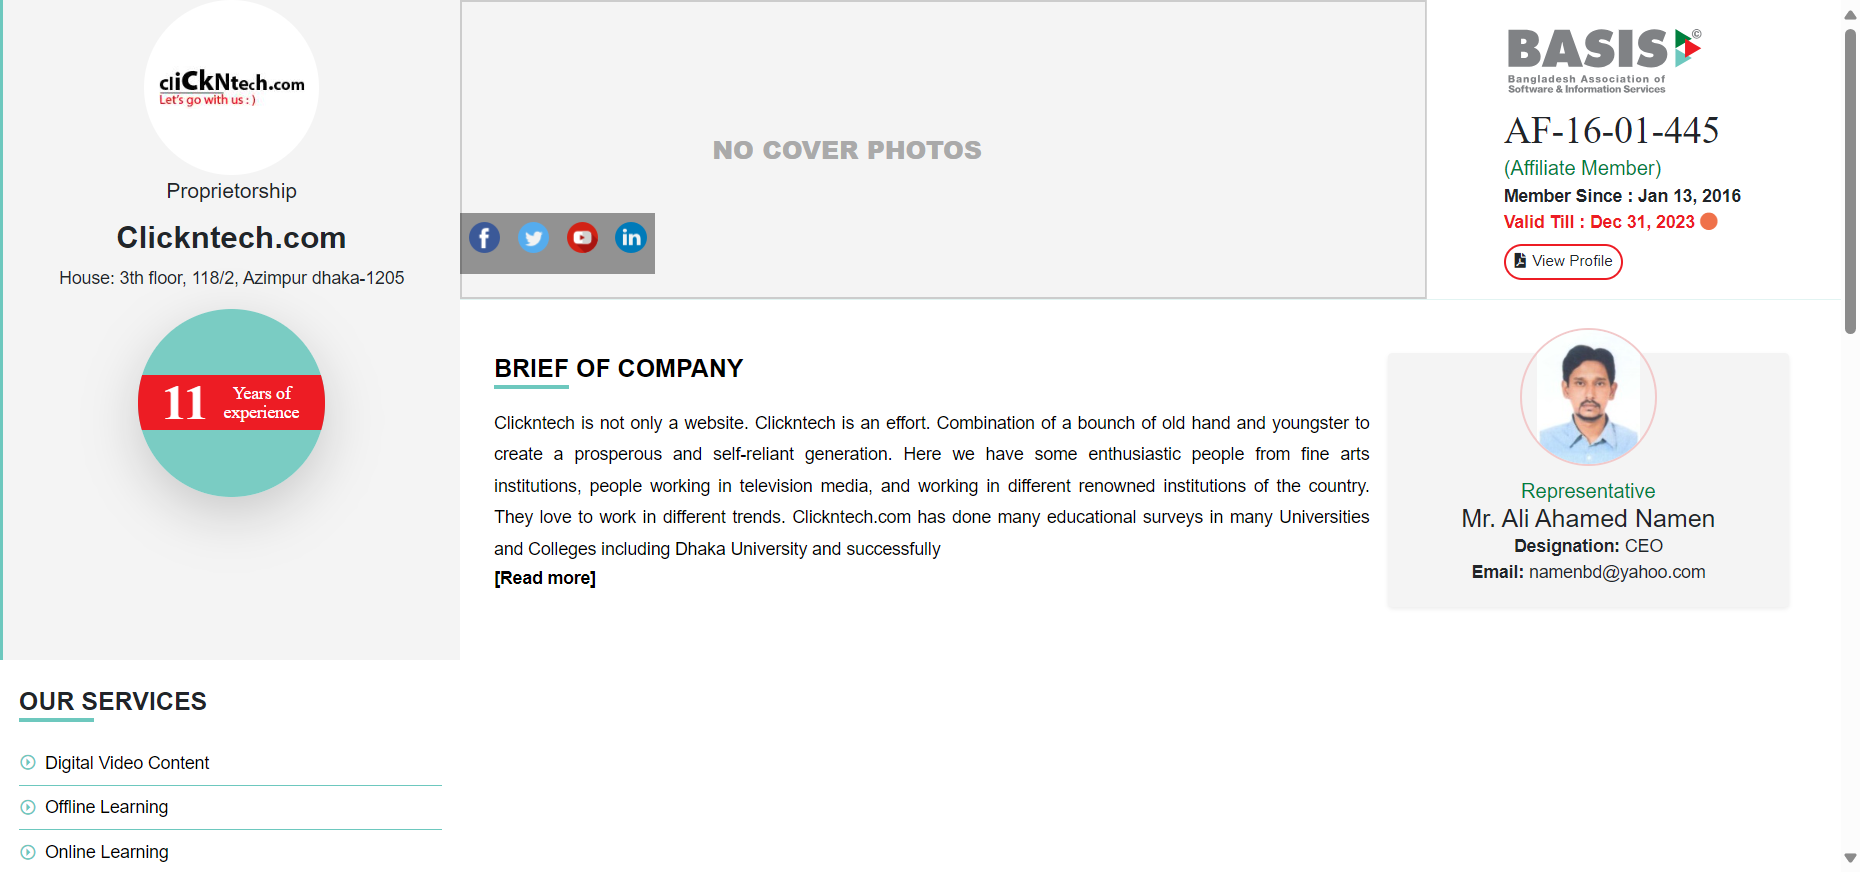 cliCkNtech.com
Let's go with us : )
Proprietorship
Clickntech.com
House: 3th floor, 118/2, Azimpur dhaka-1205
11 Years of
experience
OUR SERVICES
Digital Video Content
Offline Learning
Online Learning
NO COVER PHOTOS
f
in
BRIEF OF COMPANY
Clickntech is not only a website. Clickntech is an effort. Combination of a bounch of old hand and youngster to
create a prosperous and self-reliant generation. Here we have some enthusiastic people from fine arts
institutions, people working in television media, and working in different renowned institutions of the country.
They love to work in different trends. Clickntech.com has done many educational surveys in many Universities
and Colleges including Dhaka University and successfully
[Read more]
BASIS ©
Bangladesh Association of
Software & Information Services
AF-16-01-445
(Affiliate Member)
Member Since : Jan 13, 2016
Valid Till : Dec 31, 2023
View Profile
Representative
Mr. Ali Ahamed Namen
Designation: CEO
Email: namenbd@yahoo.com